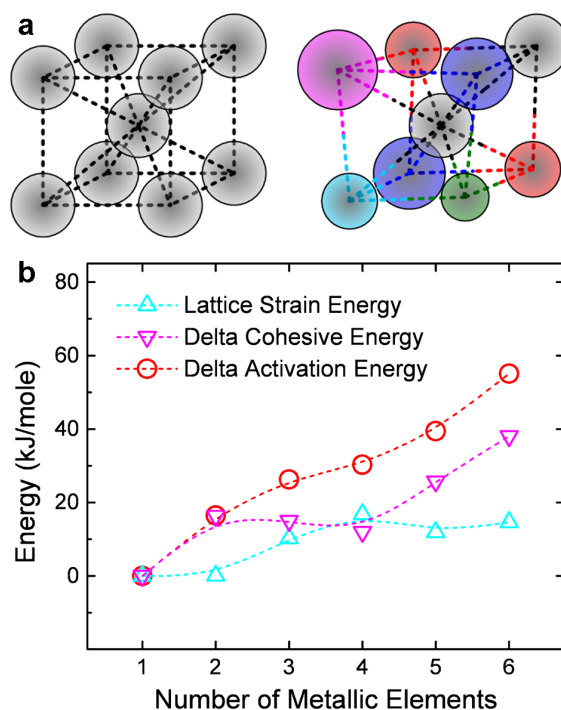 a
b
Lattice Strain Energy
Delta Cohesive Energy
Delta Activation Energy
Energy (kJ/mole)
80
60
40
20
0
1 2 3 4 5 6
Number of Metallic Elements